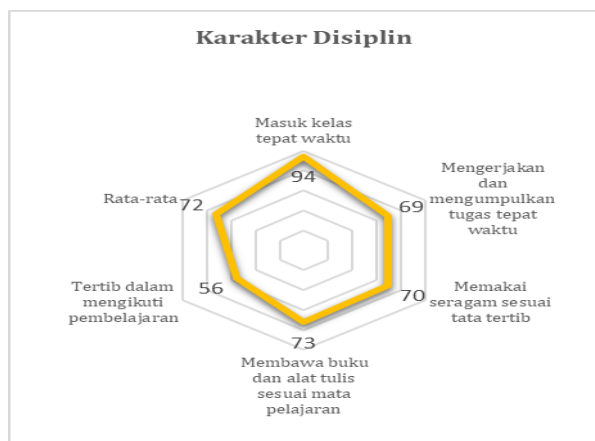 Karakter Disiplin
Masuk kelas
tepat waktu
94
Mengerjakan
dan
mengumpulkan
tugas tepat
waktu
69
Memakai
seragam sesuai
tata tertib
70
Membawa buku
dan alat tulis
sesuai mata
pelajaran
73
Tertib dalam
mengikuti
pembelajaran
56
Rata-rata
72